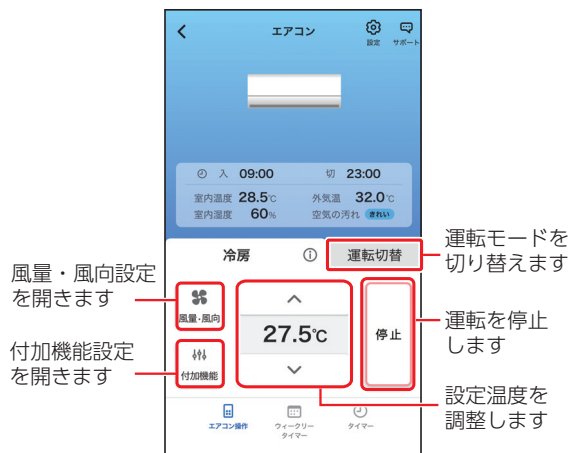 エアコン
設定
サポート
入 09:00 切 23:00
室内温度 28.5℃ 外気温 32.0℃
室内湿度 60% 空気の汚れ きれい
冷房
運転切替
運転モードを
切り替えます
風量・風向設定
を開きます
風量・風向
27.5℃
停止
運転を停止
します
付加機能設定
を開きます
付加機能
設定温度を
調整します
エアコン操作
ウィークリー
タイマー
タイマー